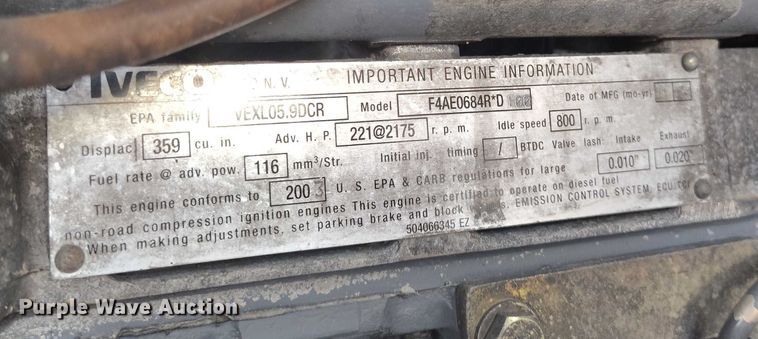 IVECO N.V. IMPORTANT ENGINE INFORMATION
EPA family VEXL05.9DCR Model F4AE0684R*D Date of MFG (mo-yr)
Displac 359 cu. in. Adv. H. P. 221@2175 r. p. m. Idle speed 800 r. p. m.
Fuel rate @ adv. pow. 116 mm³/Str. Initial inj. timing / BTDC Valve lash: Intake 0.010" Exhaust 0.020"
This engine conforms to 2003 U. S. EPA & CARB regulations for large
non-road compression ignition engines This engine is certified to operate on diesel fuel
When making adjustments, set parking brake and block EMISSION CONTROL SYSTEM, ECU,
504066345 EZ
Purple Wave Auction